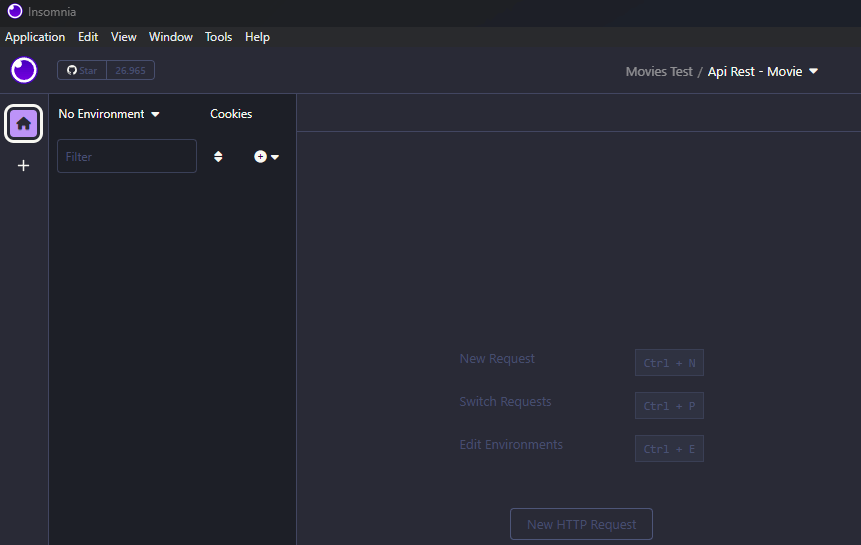 Insomnia
Application Edit View Window Tools Help
Star 26.965 Movies Test / Api Rest - Movie
No Environment Cookies
Filter
New Request Ctrl + N
Switch Requests Ctrl + P
Edit Environments Ctrl + E
New HTTP Request